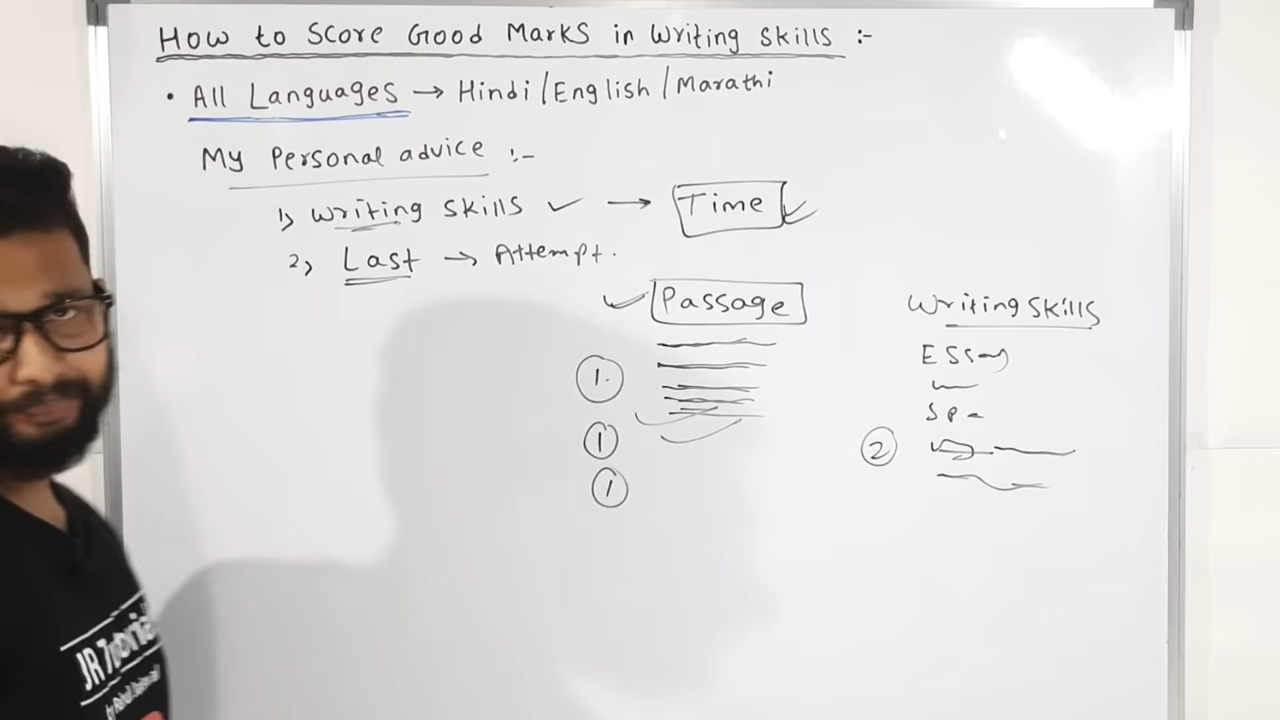 How to Score Good Marks in Writing Skills :-
• All Languages → Hindi/English/Marathi
My Personal advice :-
1) Writing Skills ✓ → Time ✓
2) Last → Attempt.
✓ Passage
1.
1
1
Writing Skills
Essay
Spe
2
JR Tutorials